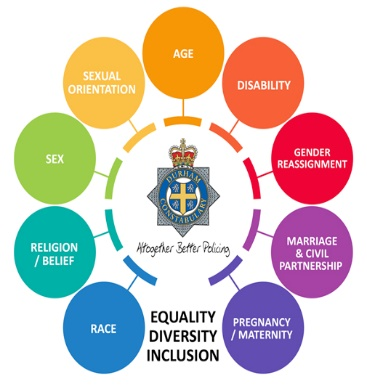 AGE
DISABILITY
GENDER
REASSIGNMENT
MARRIAGE
& CIVIL
PARTNERSHIP
PREGNANCY
/ MATERNITY
RACE
RELIGION
/ BELIEF
SEX
SEXUAL
ORIENTATION
DURHAM
CONSTABULARY
Altogether Better Policing
EQUALITY
DIVERSITY
INCLUSION